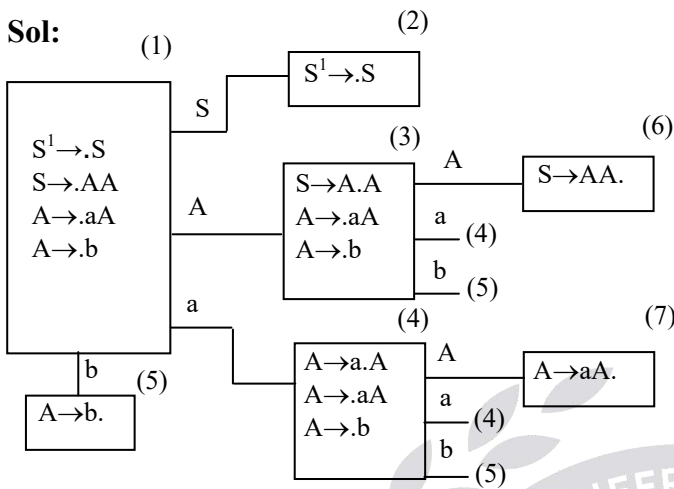 Sol:
(1)
S¹→.S
S→.AA
A→.aA
A→.b
S
(2)
S¹→.S
A
(3)
S→A.A
A→.aA
A→.b
A
(6)
S→AA.
a
(4)
b
(5)
a
(4)
A→a.A
A→.aA
A→.b
A
(7)
A→aA.
a
(4)
b
(5)
b
(5)
A→b.